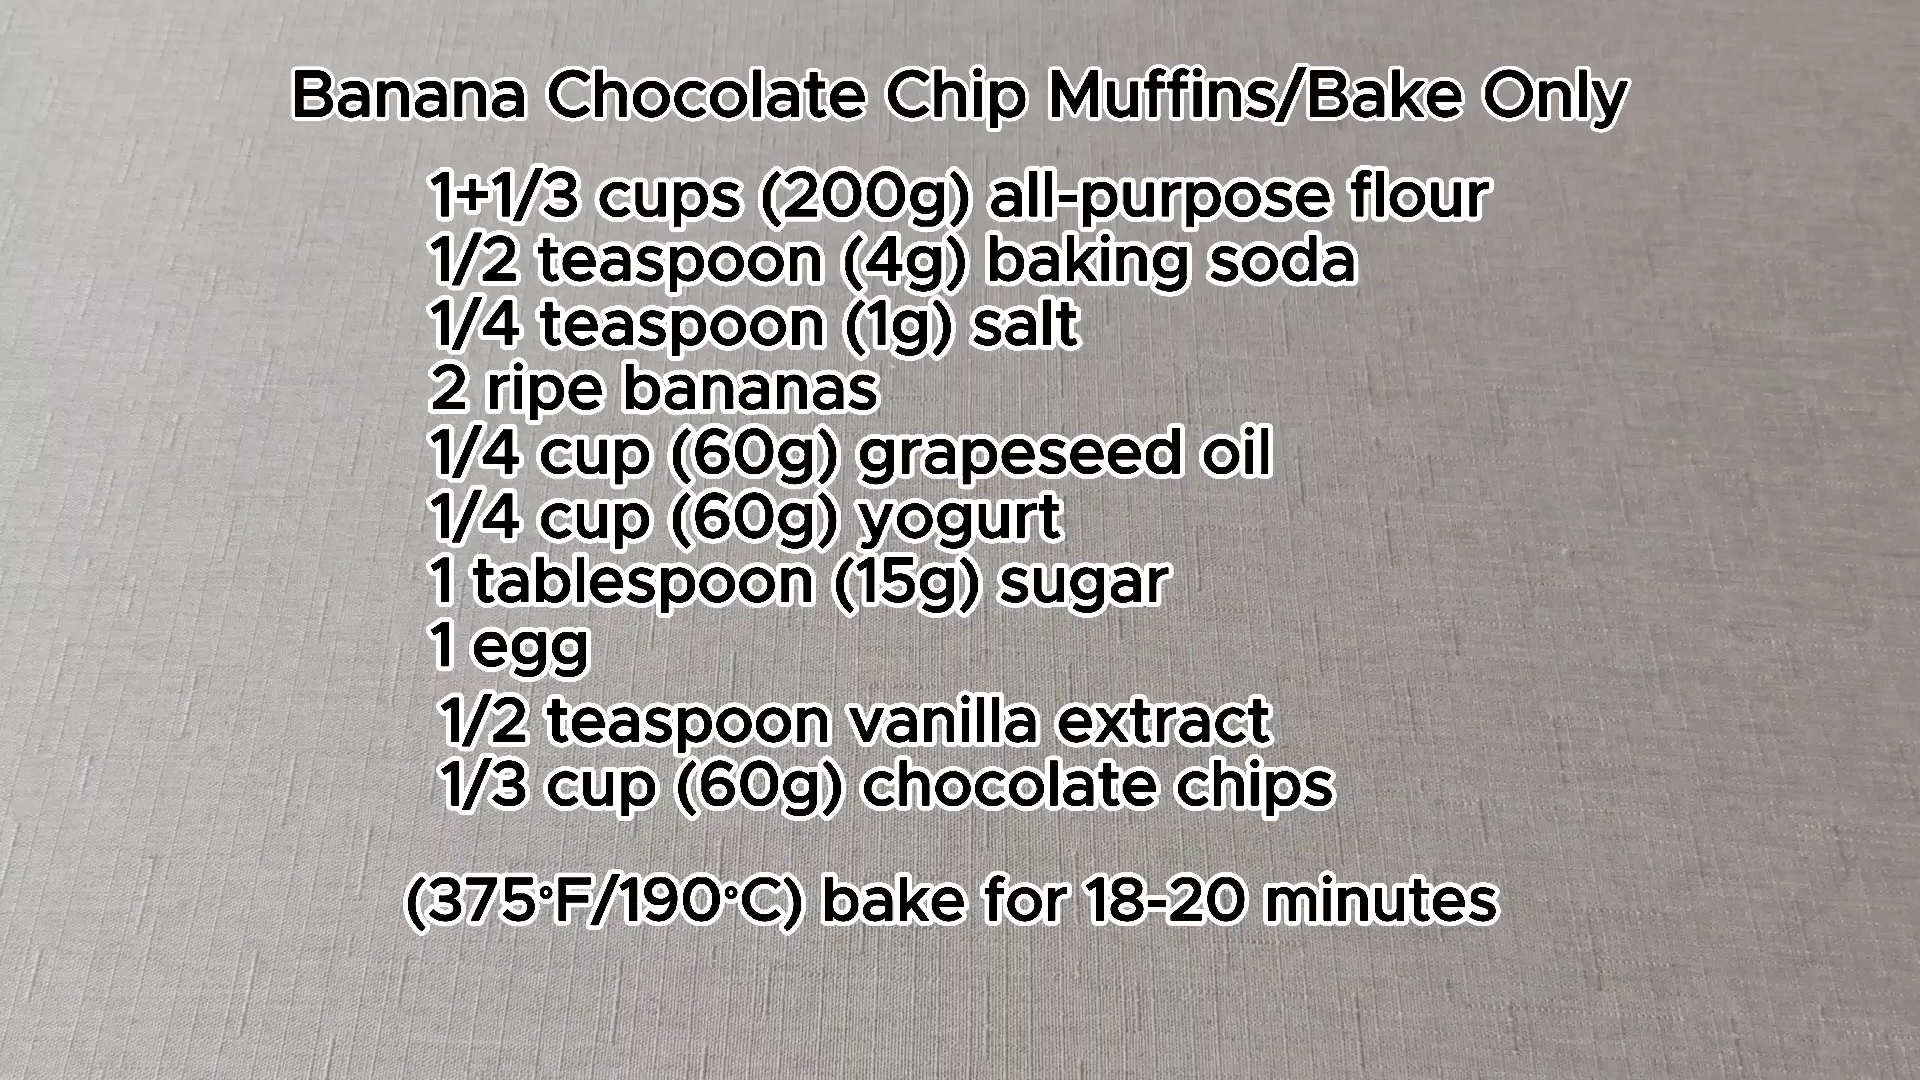 Banana Chocolate Chip Muffins/Bake Only
1+1/3 cups (200g) all-purpose flour
1/2 teaspoon (4g) baking soda
1/4 teaspoon (1g) salt
2 ripe bananas
1/4 cup (60g) grapeseed oil
1/4 cup (60g) yogurt
1 tablespoon (15g) sugar
1 egg
1/2 teaspoon vanilla extract
1/3 cup (60g) chocolate chips
(375°F/190°C) bake for 18-20 minutes